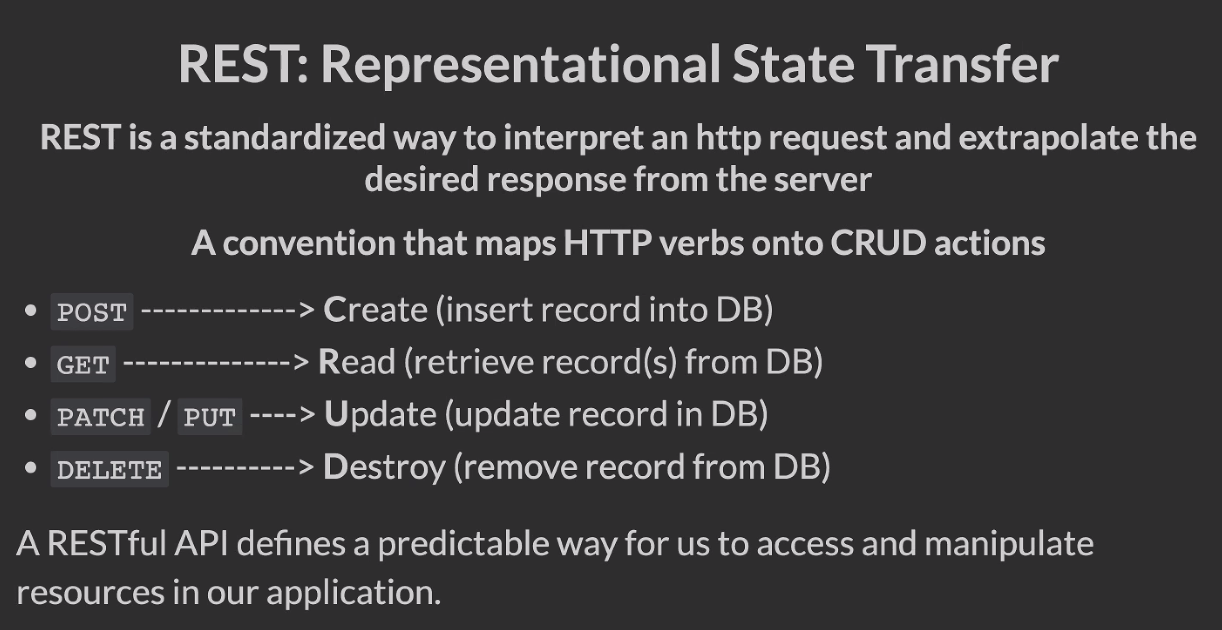 REST: Representational State Transfer
REST is a standardized way to interpret an http request and extrapolate the
desired response from the server
A convention that maps HTTP verbs onto CRUD actions
• POST -------------> Create (insert record into DB)
• GET --------------> Read (retrieve record(s) from DB)
• PATCH / PUT ----> Update (update record in DB)
• DELETE ----------> Destroy (remove record from DB)
A RESTful API defines a predictable way for us to access and manipulate
resources in our application.